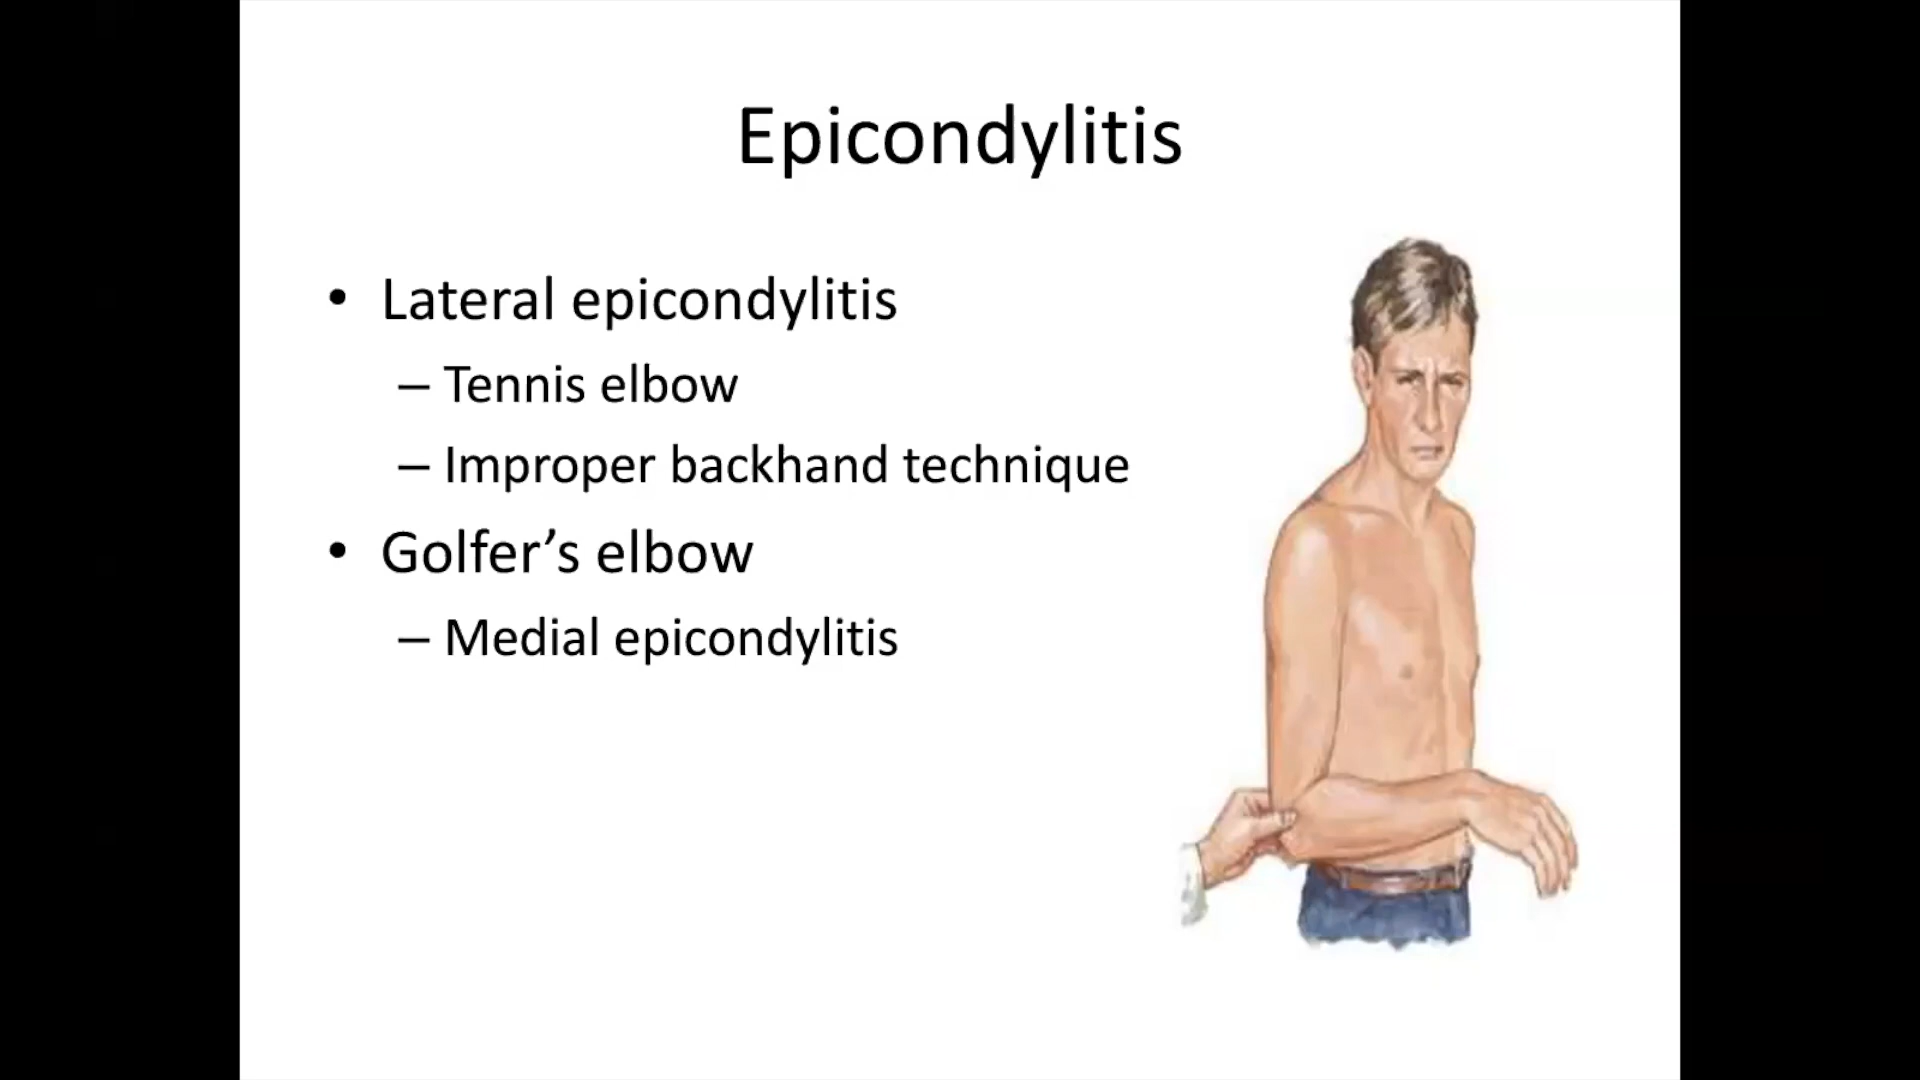 Epicondylitis
• Lateral epicondylitis
– Tennis elbow
– Improper backhand technique
• Golfer’s elbow
– Medial epicondylitis